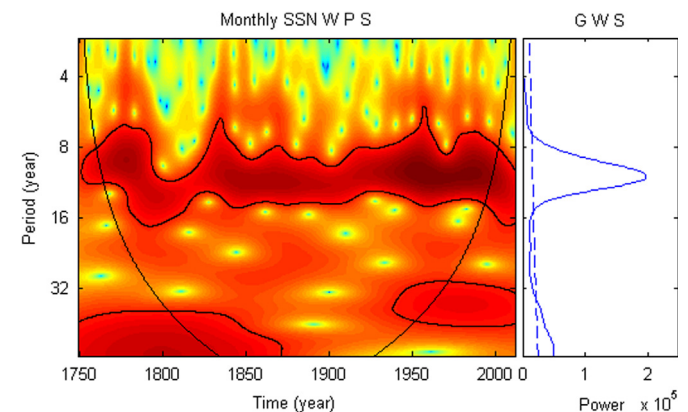 Monthly SSN W P S
G W S
4
8
16
32
Period (year)
1750 1800 1850 1900 1950 2000
Time (year)
0 1 2
Power x 10^5